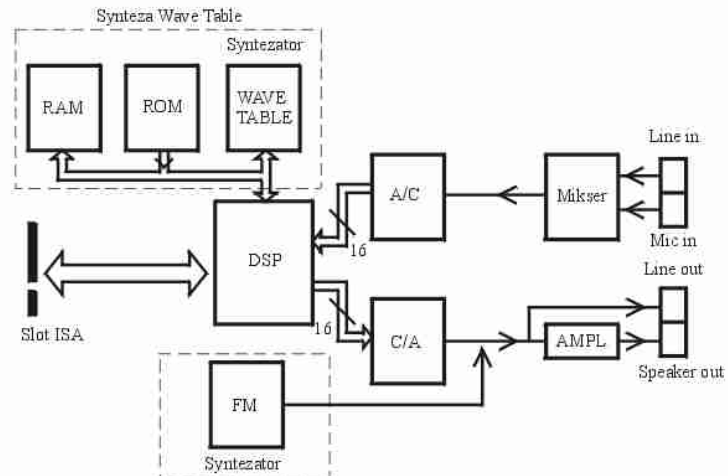 Synteza Wave Table
Syntezator
RAM
ROM
WAVE
TABLE
Line in
A/C
Mikser
Mic in
16
DSP
Line out
Slot ISA
16
C/A
AMPL
Speaker out
FM
Syntezator